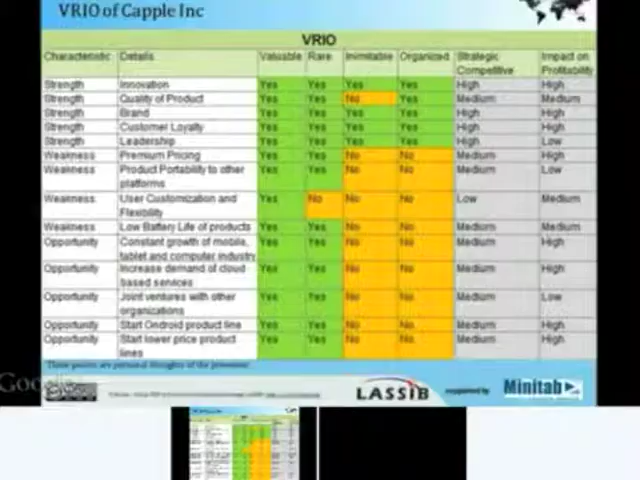 VRIO of Capple Inc
VRIO
Characteristic Details Valuable Rare Inimitable Organized Strategic Competitive Impact on Profitability
Strength Innovation Yes Yes Yes Yes High High
Strength Quality of Product Yes Yes No Yes Medium Medium
Strength Brand Yes Yes Yes Yes High High
Strength Customer Loyalty Yes Yes Yes Yes High High
Strength Leadership Yes Yes Yes Yes High Low
Weakness Premium Pricing Yes Yes No No Medium High
Weakness Product Portability to other platforms Yes Yes No No Medium Low
Weakness User Customization and Flexibility Yes No No No Low Medium
Weakness Low Battery Life of products Yes Yes No No Medium Medium
Opportunity Constant growth of mobile, tablet and computer industry Yes Yes No No Medium High
Opportunity Increase demand of cloud based services Yes Yes No No Medium High
Opportunity Joint ventures with other organizations Yes Yes No No Medium Low
Opportunity Start Ondroid product line Yes Yes No No Medium High
Opportunity Start lower price product lines Yes Yes No No Medium High
These points are personal thoughts of the presenter
Google
LASSIB supported by Minitab